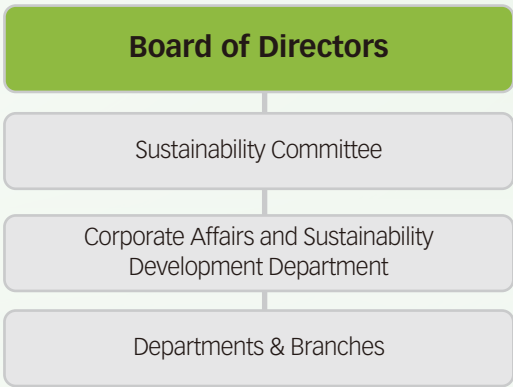 Board of Directors
Sustainability Committee
Corporate Affairs and Sustainability
Development Department
Departments & Branches